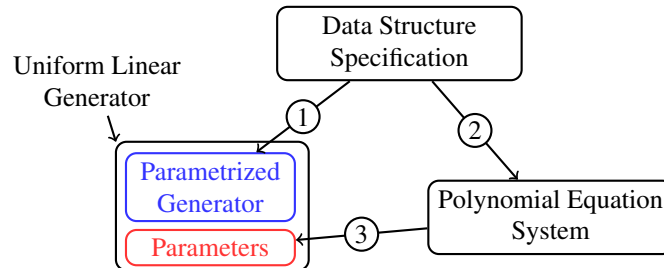 Data Structure
Specification
Uniform Linear
Generator
1
2
Parametrized
Generator
Polynomial Equation
System
Parameters
3